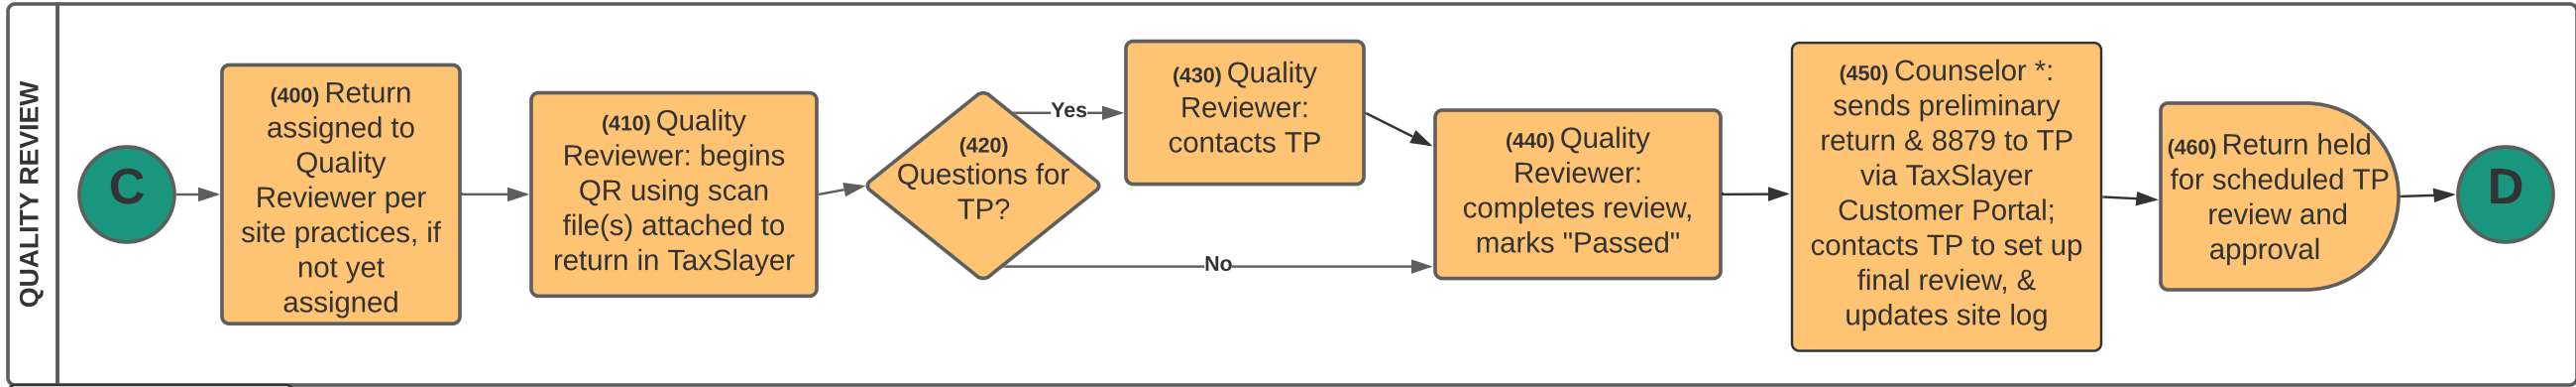 QUALITY REVIEW
C
(400) Return
assigned to
Quality
Reviewer per
site practices, if
not yet
assigned
(410) Quality
Reviewer: begins
QR using scan
file(s) attached to
return in TaxSlayer
(420)
Questions for
TP?
Yes
No
(430) Quality
Reviewer:
contacts TP
(440) Quality
Reviewer:
completes review,
marks "Passed"
(450) Counselor *:
sends preliminary
return & 8879 to TP
via TaxSlayer
Customer Portal;
contacts TP to set up
final review, &
updates site log
(460) Return held
for scheduled TP
review and
approval
D